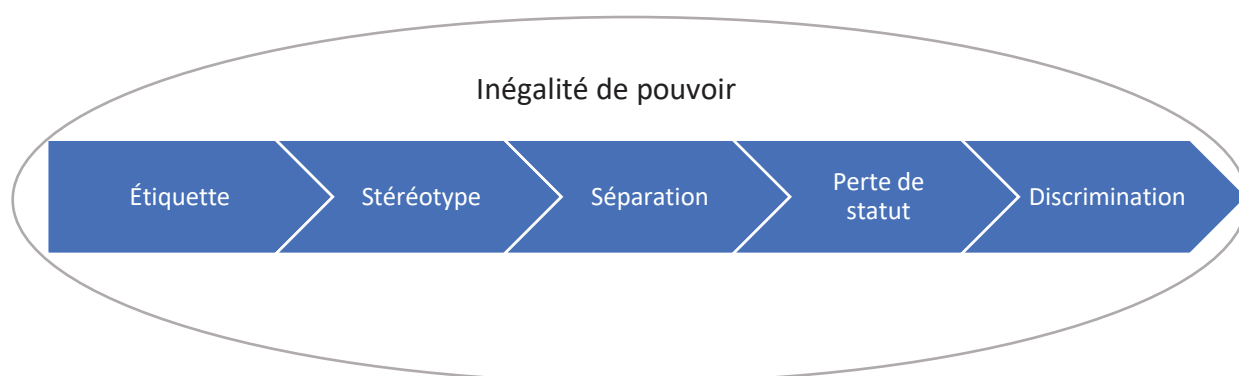 Inégalité de pouvoir
Étiquette
Stéréotype
Séparation
Perte de
statut
Discrimination